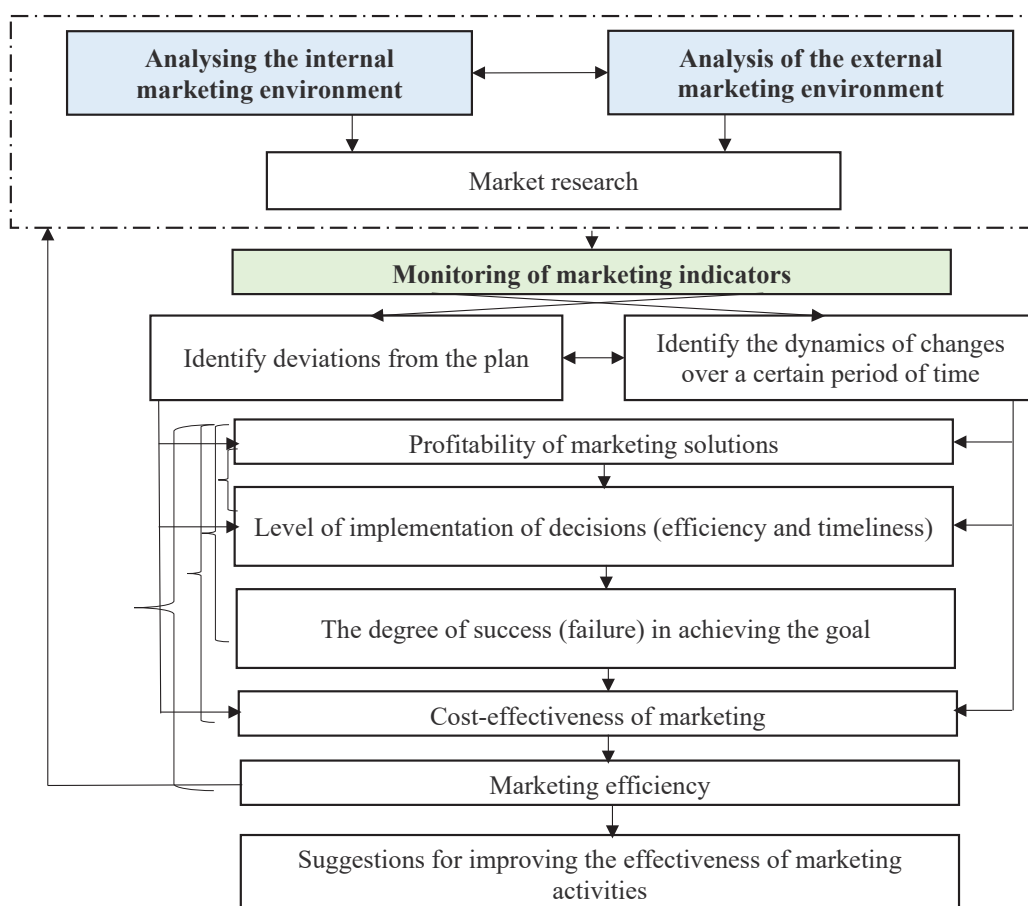 Analysing the internal
marketing environment
Analysis of the external
marketing environment
Market research
Monitoring of marketing indicators
Identify deviations from the plan
Identify the dynamics of changes
over a certain period of time
Profitability of marketing solutions
Level of implementation of decisions (efficiency and timeliness)
The degree of success (failure) in achieving the goal
Cost-effectiveness of marketing
Marketing efficiency
Suggestions for improving the effectiveness of marketing
activities